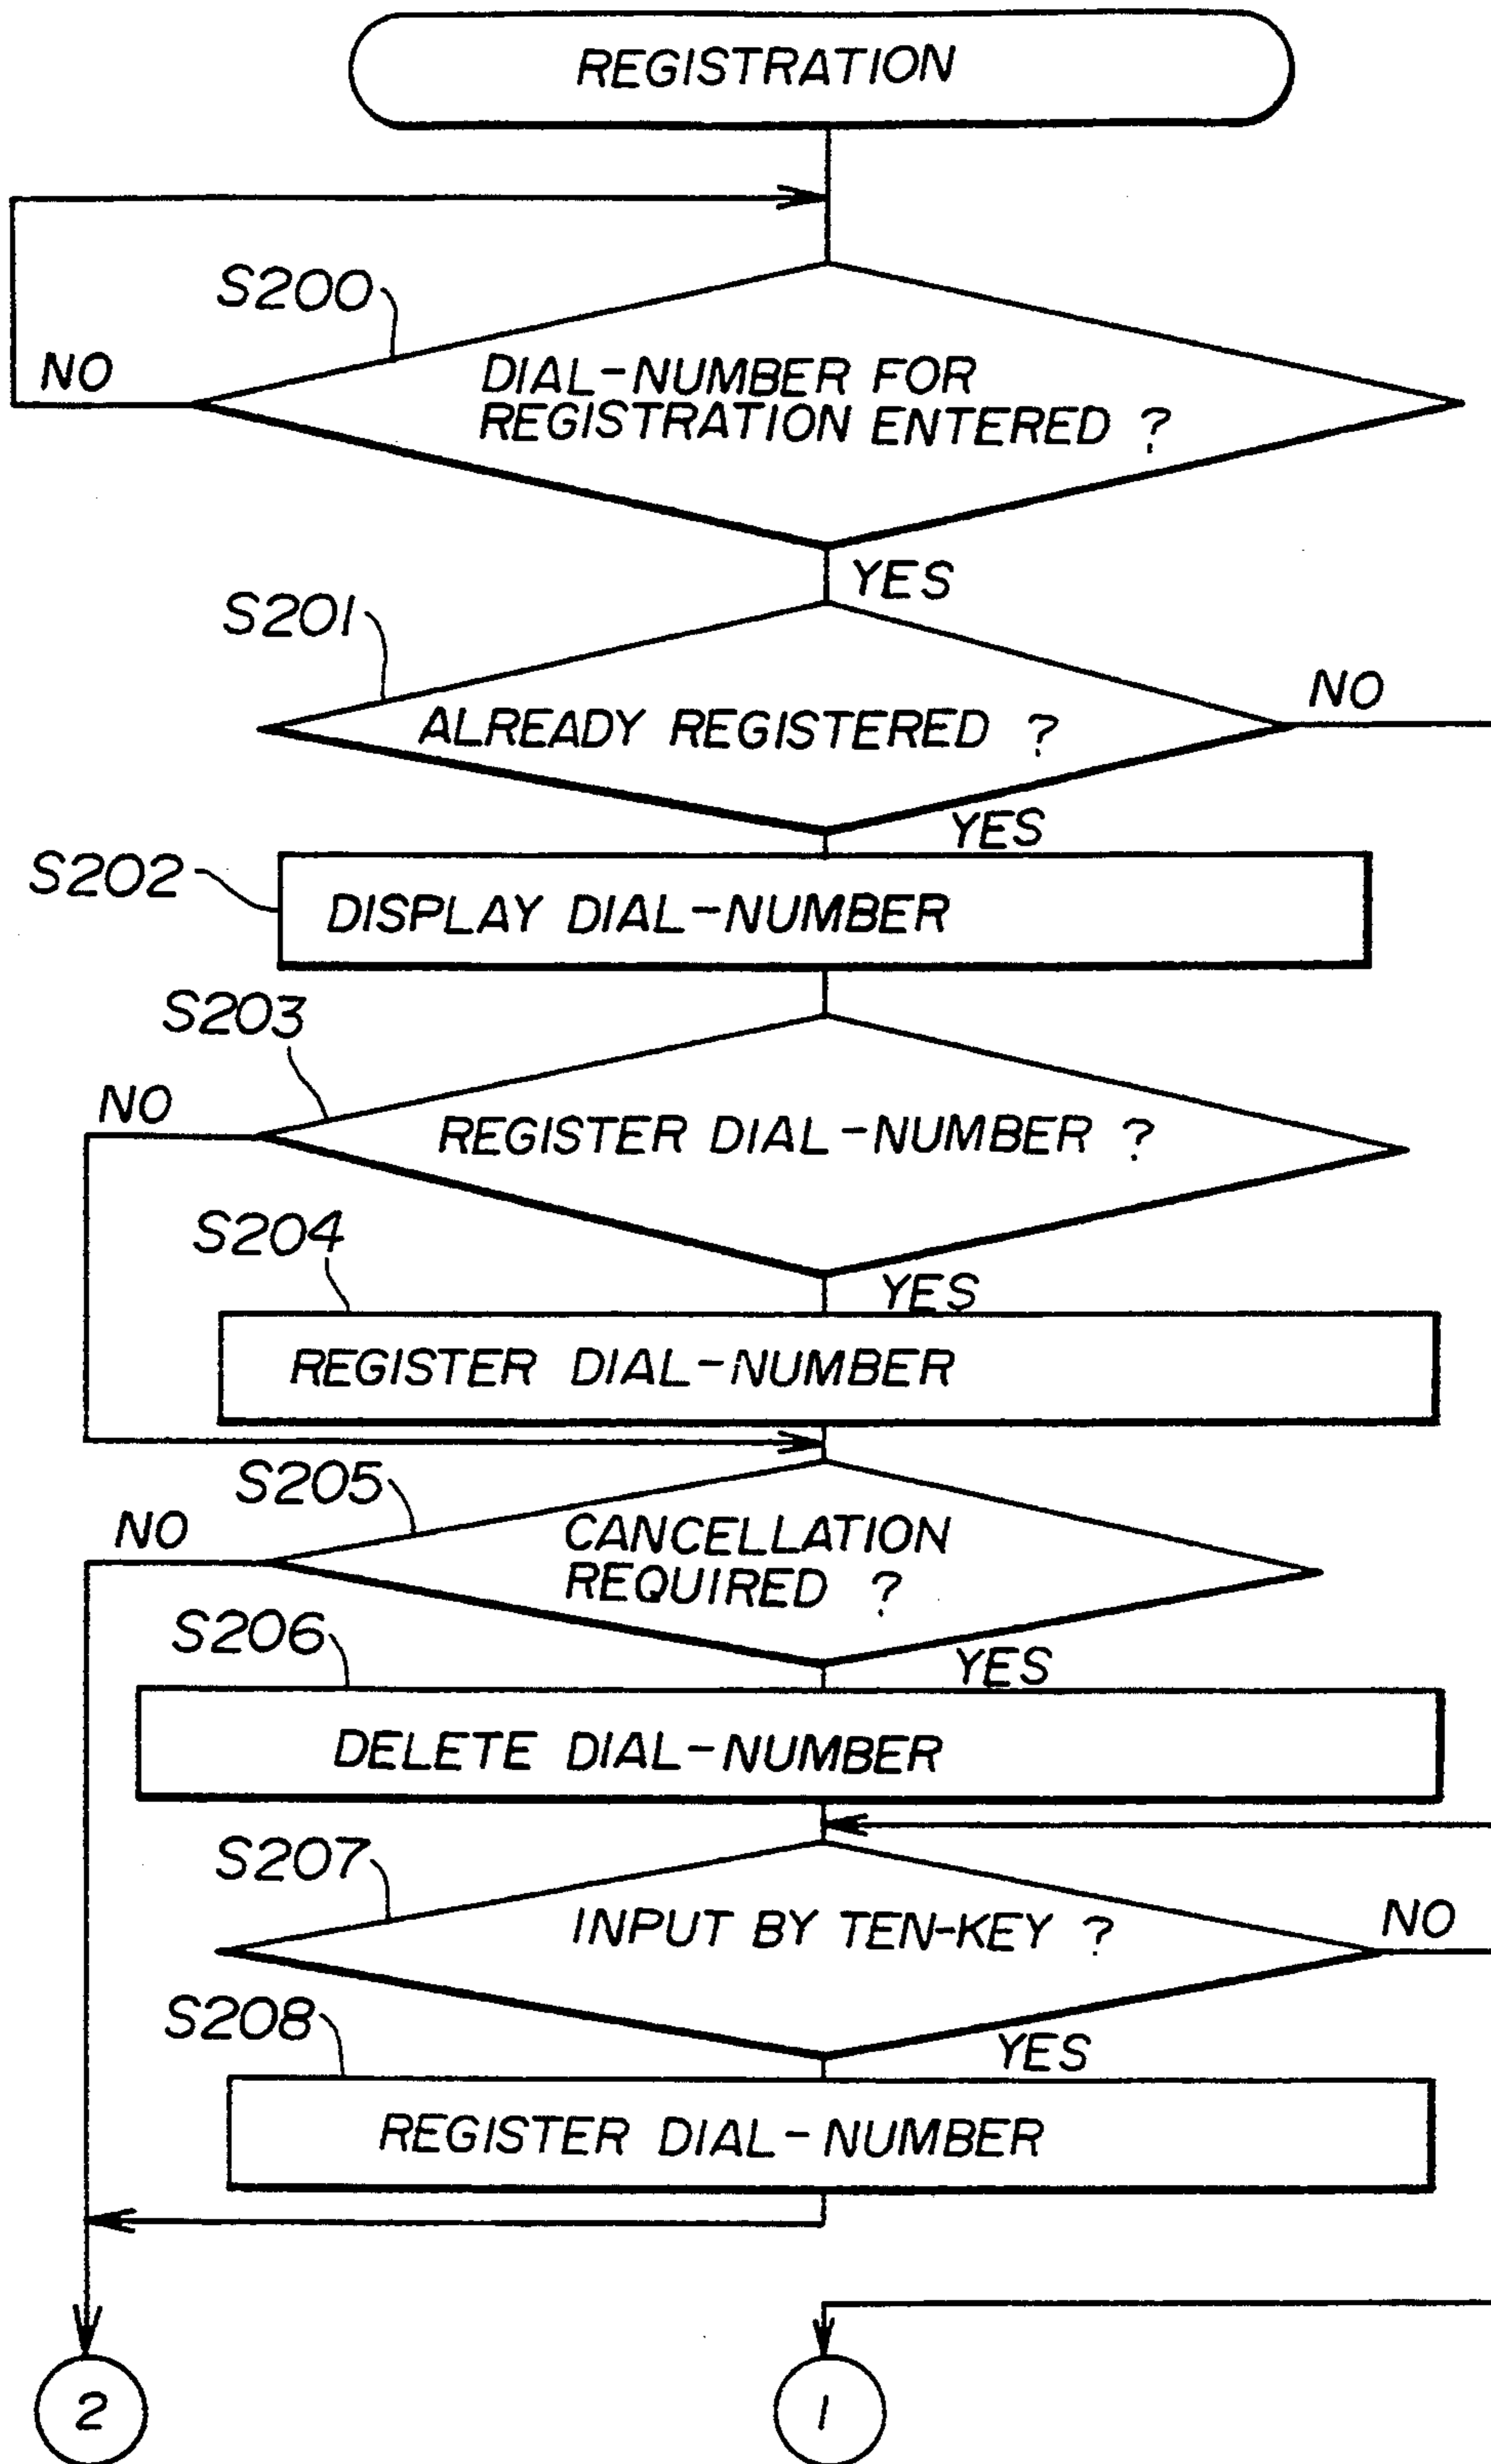 REGISTRATION
S200
NO
DIAL-NUMBER FOR
REGISTRATION ENTERED ?
YES
S201
NO
ALREADY REGISTERED ?
YES
S202
DISPLAY DIAL-NUMBER
S203
NO
REGISTER DIAL-NUMBER ?
S204
YES
REGISTER DIAL-NUMBER
S205
NO
CANCELLATION
REQUIRED ?
S206
YES
DELETE DIAL-NUMBER
S207
INPUT BY TEN-KEY ?
NO
S208
YES
REGISTER DIAL-NUMBER
2
1